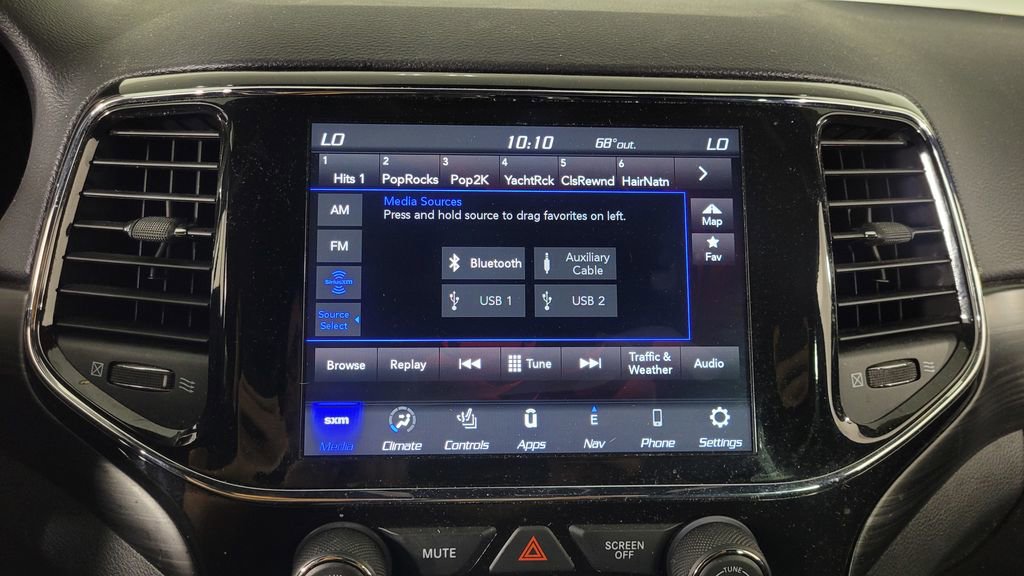 LO 10:10 68°out. LO
1 2 3 4 5 6
Hits 1 PopRocks Pop2K YachtRck ClsRewnd HairNatn
Media Sources
Press and hold source to drag favorites on left.
AM
FM
siriusxm
Source
Select
Bluetooth
Auxiliary
Cable
USB 1
USB 2
Map
Fav
Browse Replay Tune Traffic &
Weather Audio
sxm
E
Media Climate Controls Apps Nav Phone Settings
MUTE
SCREEN
OFF
TUNE